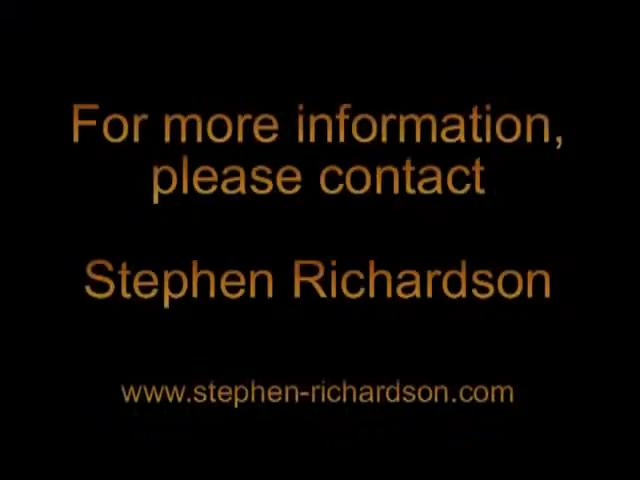 For more information,
please contact
Stephen Richardson
www.stephen-richardson.com